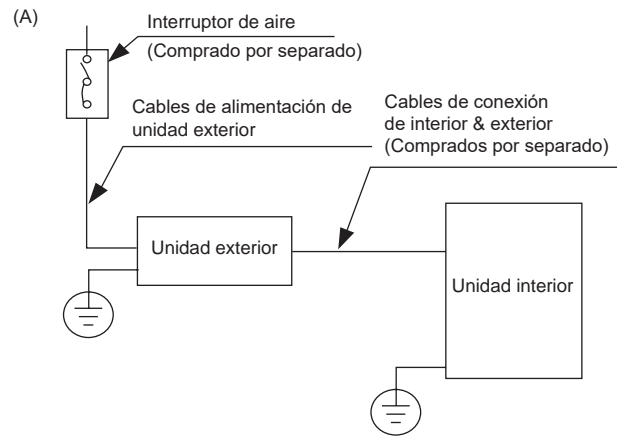 (A)
Interruptor de aire
(Comprado por separado)
Cables de alimentación de
unidad exterior
Cables de conexión
de interior & exterior
(Comprados por separado)
Unidad exterior
Unidad interior